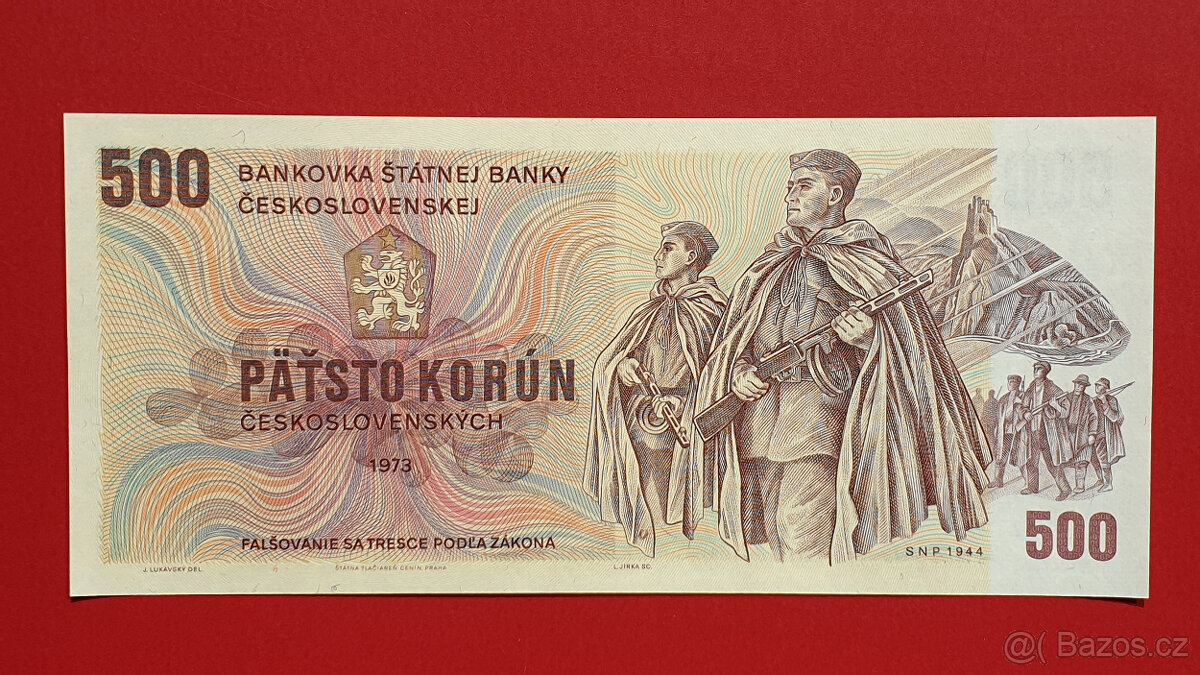 500
BANKOVKA ŠTÁTNEJ BANKY
ČESKOSLOVENSKEJ
PÄŤSTO KORÚN
ČESKOSLOVENSKÝCH
1973
FALŠOVANIE SA TRESCE PODĽA ZÁKONA
J. LUKAVSKÝ DEL.
ŠTÁTNA TLAČIAREŇ CENÍN, PRAHA
L. JIRKA SC.
SNP 1944
500
@( Bazos.cz